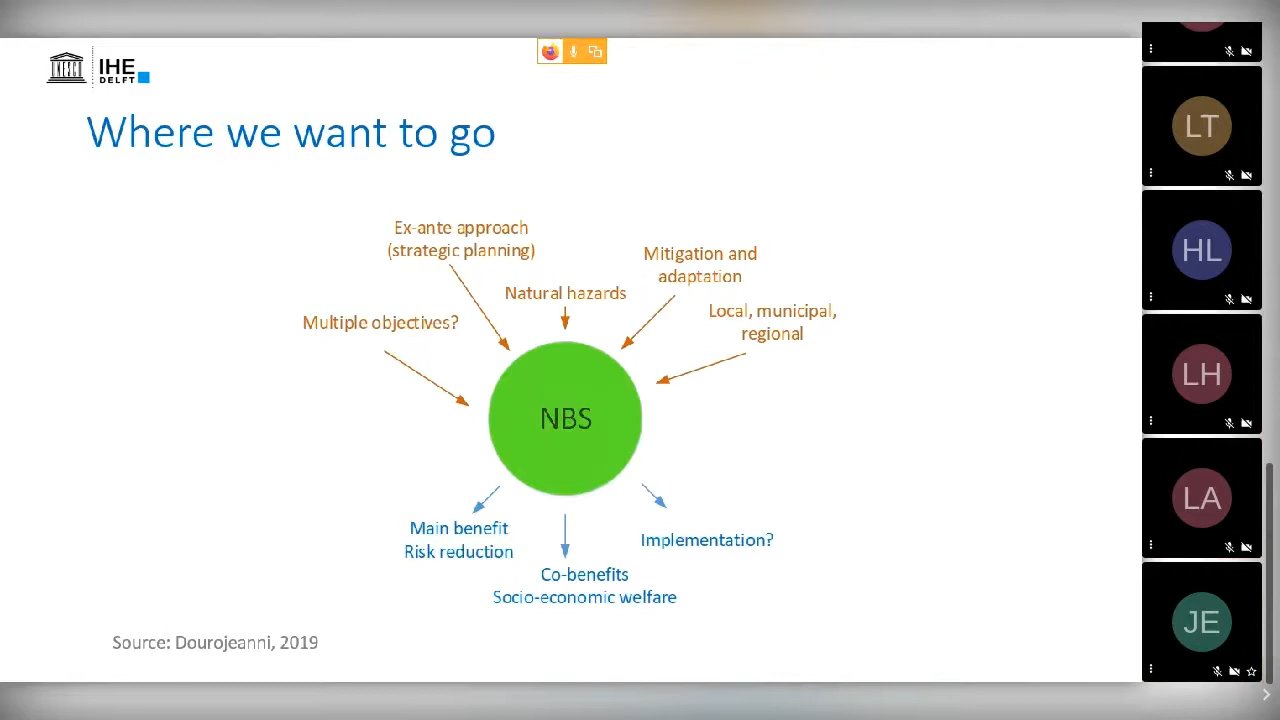 UNESCO
IHE
DELFT
Where we want to go
Ex-ante approach
(strategic planning)
Mitigation and
adaptation
Natural hazards
Local, municipal,
regional
Multiple objectives?
NBS
Main benefit
Risk reduction
Implementation?
Co-benefits
Socio-economic welfare
Source: Dourojeanni, 2019
LT
HL
LH
LA
JE